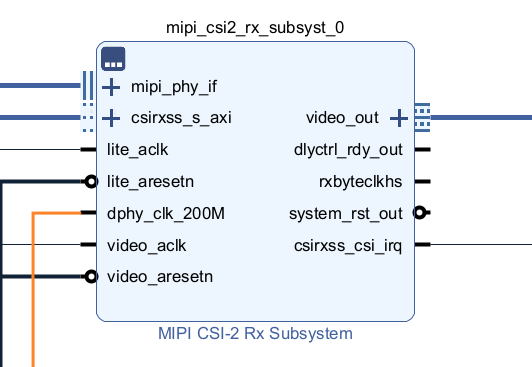 mipi_csi2_rx_subsyst_0
mipi_phy_if
csirxss_s_axi
video_out
lite_aclk
dlyctrl_rdy_out
lite_aresetn
rxbyteclkhs
dphy_clk_200M
system_rst_out
video_aclk
csirxss_csi_irq
video_aresetn
MIPI CSI-2 Rx Subsystem